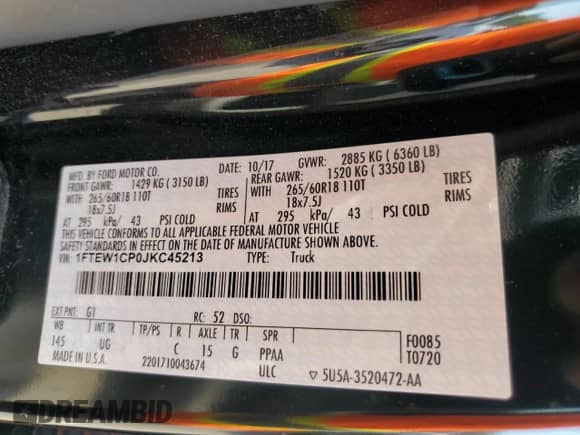 MFD. BY FORD MOTOR CO.
DATE: 10/17 GVWR: 2885 KG ( 6360 LB)
FRONT GAWR: 1429 KG ( 3150 LB)
REAR GAWR: 1520 KG ( 3350 LB)
WITH 265/60R18 110T TIRES
WITH 265/60R18 110T TIRES
18x7.5J RIMS
18x7.5J RIMS
AT 295 kPa/ 43 PSI COLD
AT 295 kPa/ 43 PSI COLD
THIS VEHICLE CONFORMS TO ALL APPLICABLE FEDERAL MOTOR VEHICLE
SAFETY STANDARDS IN EFFECT ON THE DATE OF MANUFACTURE SHOWN ABOVE.
VIN: 1FTEW1CP0JKC45213 TYPE: Truck
EXT PNT: G1 RC: 52 DSO:
WB INT TR TP/PS R AXLE TR SPR F0085
145 UG C 15 G PPAA T0720
MADE IN U.S.A. 2201710043674 ULC ▽ 5U5A-3520472-AA
DREAMBID